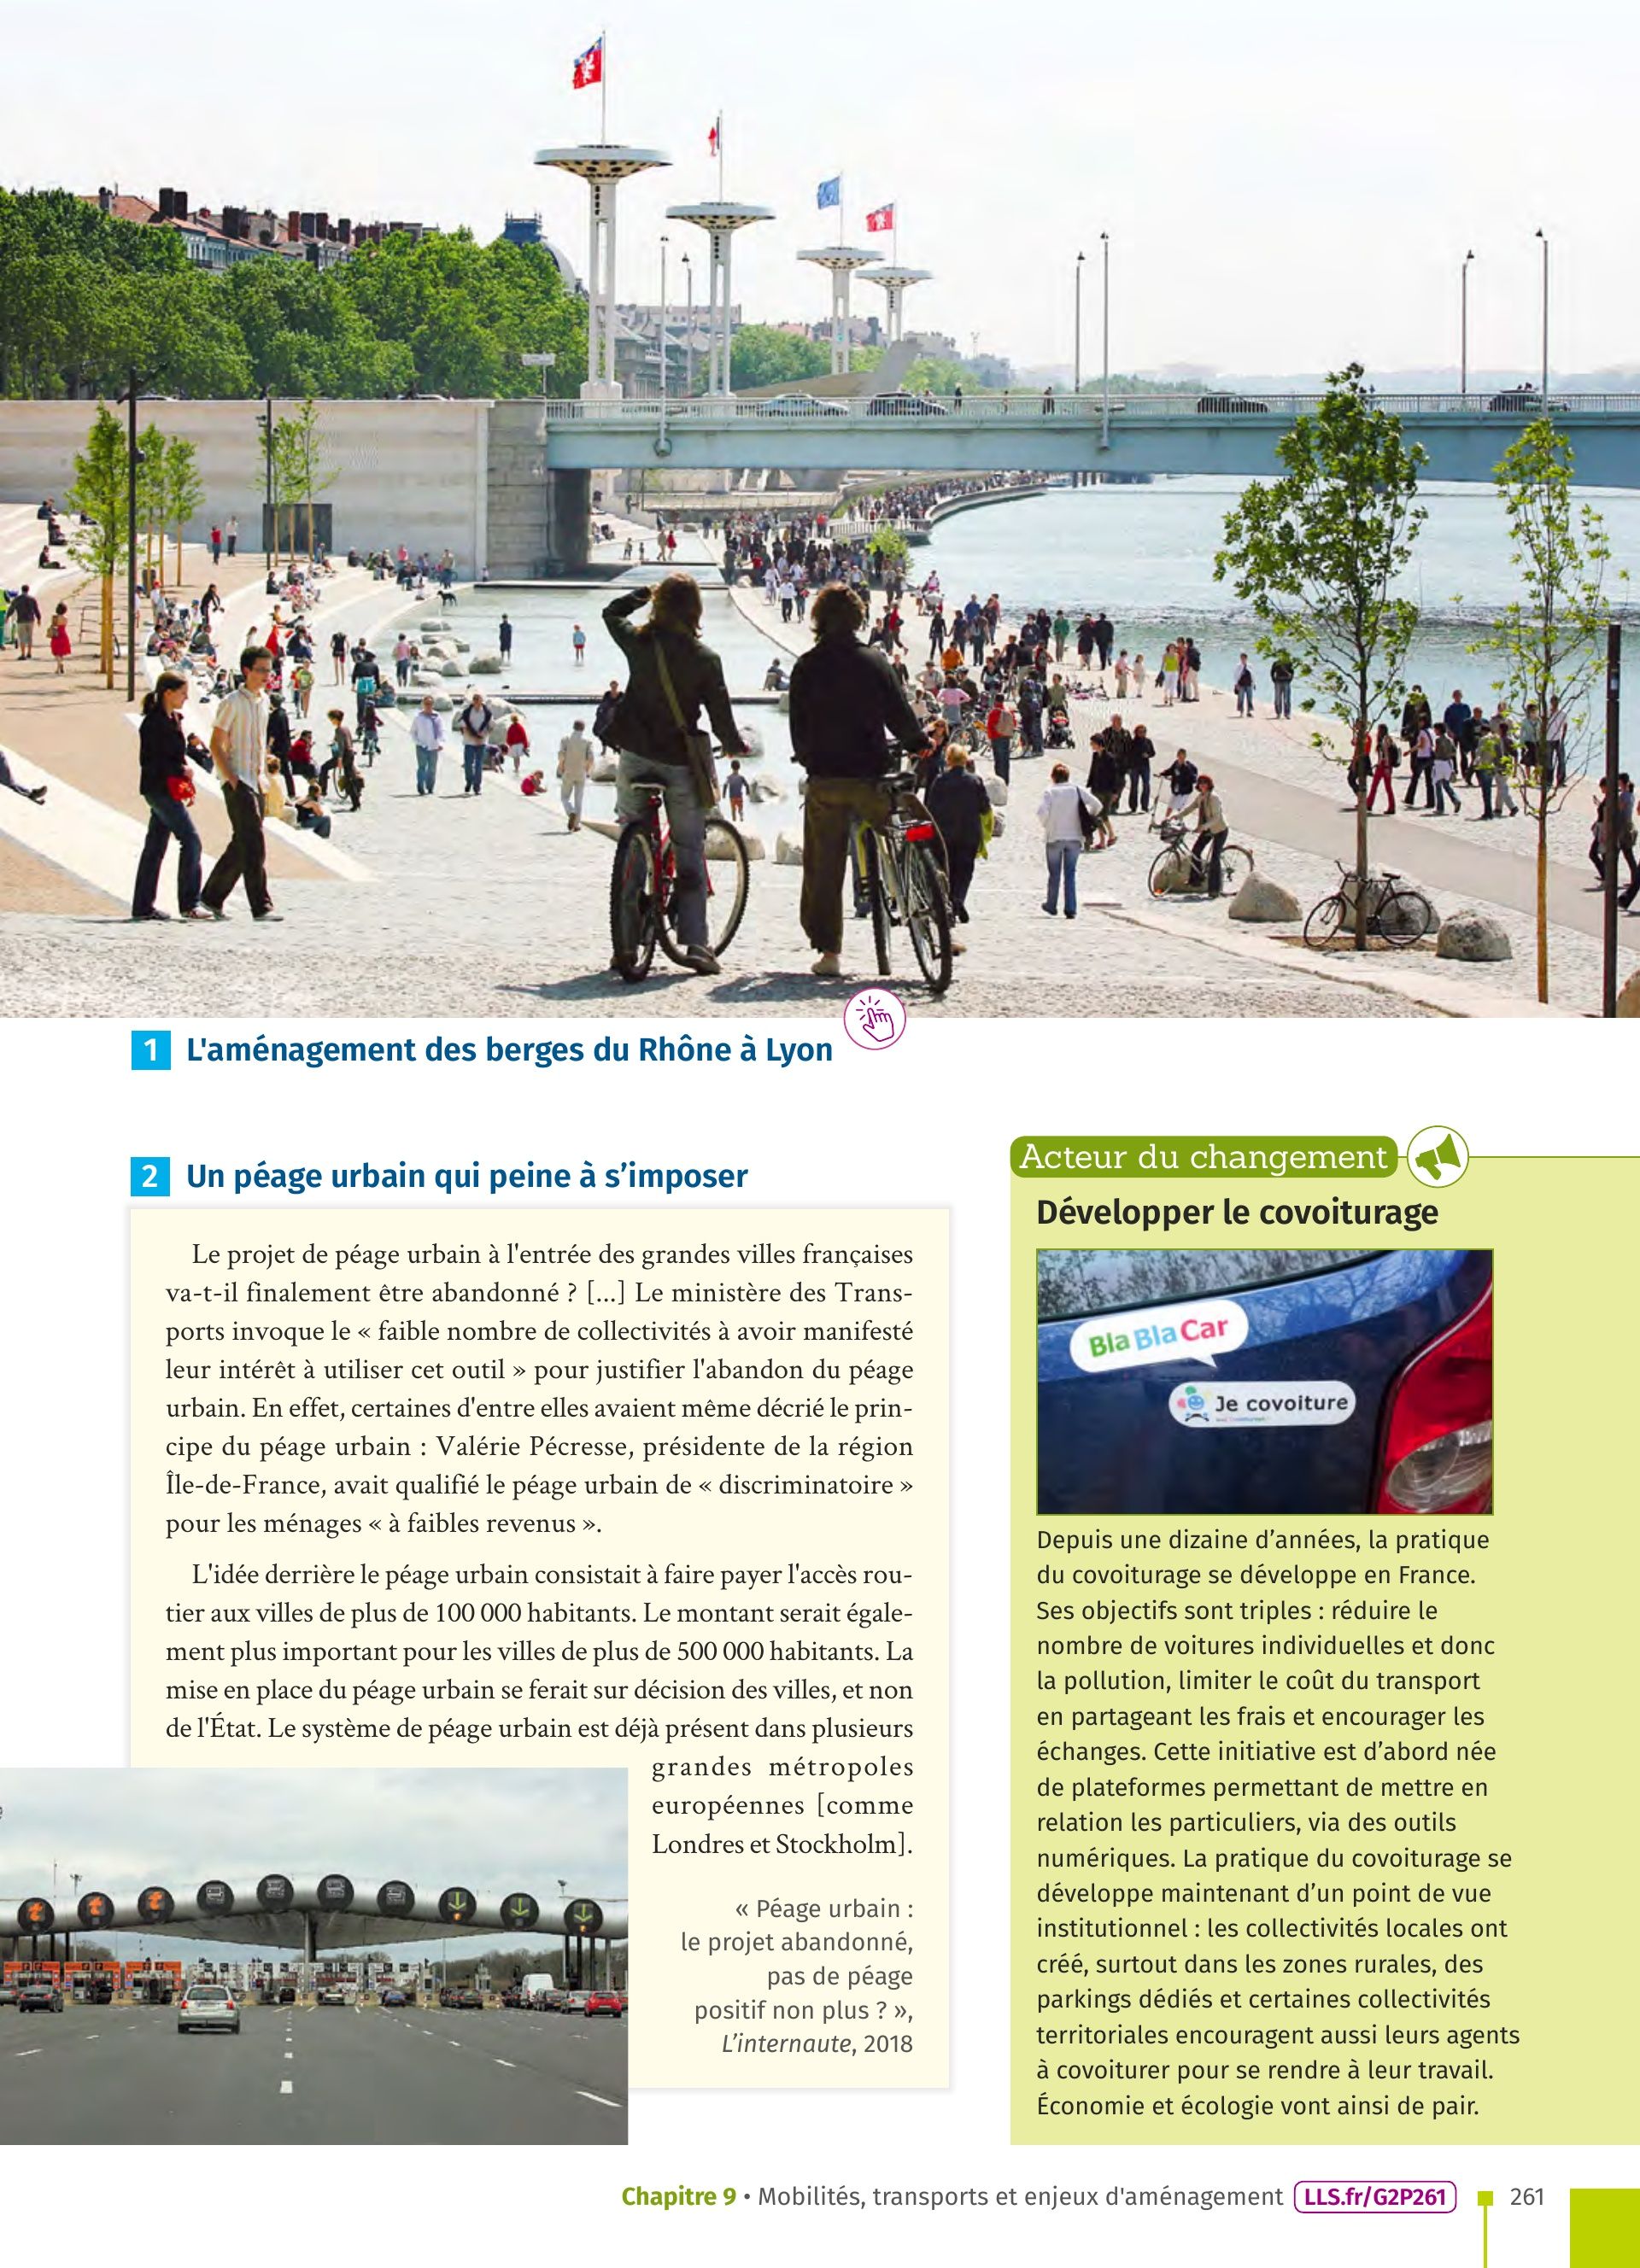 1 L'aménagement des berges du Rhône à Lyon
2 Un péage urbain qui peine à s’imposer
Le projet de péage urbain à l'entrée des grandes villes françaises
va-t-il finalement être abandonné ? [...] Le ministère des Trans-
ports invoque le « faible nombre de collectivités à avoir manifesté
leur intérêt à utiliser cet outil » pour justifier l'abandon du péage
urbain. En effet, certaines d'entre elles avaient même décrié le prin-
cipe du péage urbain : Valérie Pécresse, présidente de la région
Île-de-France, avait qualifié le péage urbain de « discriminatoire »
pour les ménages « à faibles revenus ».
L'idée derrière le péage urbain consistait à faire payer l'accès rou-
tier aux villes de plus de 100 000 habitants. Le montant serait égale-
ment plus important pour les villes de plus de 500 000 habitants. La
mise en place du péage urbain se ferait sur décision des villes, et non
de l'État. Le système de péage urbain est déjà présent dans plusieurs
grandes métropoles
européennes [comme
Londres et Stockholm].
« Péage urbain :
le projet abandonné,
pas de péage
positif non plus ? »,
L’internaute, 2018
Acteur du changement
Développer le covoiturage
BlaBlaCar
Je covoiture
Depuis une dizaine d’années, la pratique
du covoiturage se développe en France.
Ses objectifs sont triples : réduire le
nombre de voitures individuelles et donc
la pollution, limiter le coût du transport
en partageant les frais et encourager les
échanges. Cette initiative est d’abord née
de plateformes permettant de mettre en
relation les particuliers, via des outils
numériques. La pratique du covoiturage se
développe maintenant d’un point de vue
institutionnel : les collectivités locales ont
créé, surtout dans les zones rurales, des
parkings dédiés et certaines collectivités
territoriales encouragent aussi leurs agents
à covoiturer pour se rendre à leur travail.
Économie et écologie vont ainsi de pair.
Chapitre 9 • Mobilités, transports et enjeux d'aménagement LLS.fr/G2P261 261